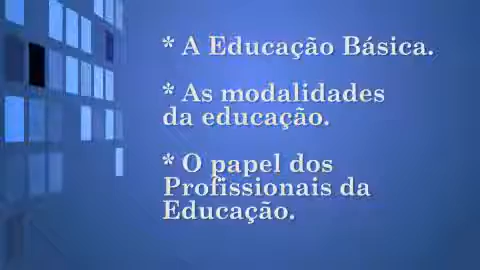 * A Educação Básica.
* As modalidades
da educação.
* O papel dos
Profissionais da
Educação.